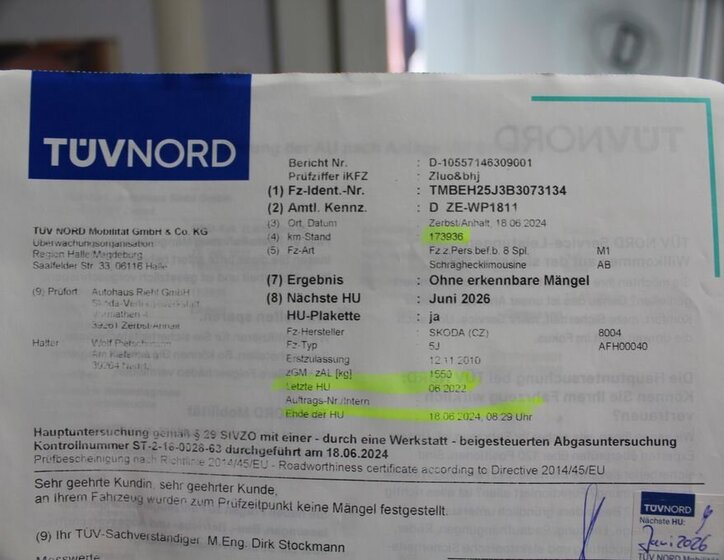 TÜVNORD
Bericht Nr. : D-10557146309001
Prüfziffer iKFZ : Zluo&bhj
(1) Fz-Ident.-Nr. : TMBEH25J3B3073134
(2) Amtl. Kennz. : D ZE-WP1811
(3) Ort, Datum : Zerbst/Anhalt, 18.06.2024
(4) km-Stand : 173936
(5) Fz-Art : Fz.z.Pers.bef.b. 8 Spl. M1
Schräghecklimousine AB
(7) Ergebnis : Ohne erkennbare Mängel
(8) Nächste HU : Juni 2026
HU-Plakette : ja
Fz-Hersteller : SKODA (CZ) 8004
Fz-Typ : 5J AFH00040
Erstzulassung : 12.11.2010
zGM / zAL [kg] : 1550
Letzte HU : 06.2022
Auftrags-Nr./Intern :
Ende der HU : 18.06.2024, 08:29 Uhr
TÜV NORD Mobilität GmbH & Co. KG
Überwachungsorganisation
Region Halle/Magdeburg
Saalfelder Str. 33, 06116 Halle
(9) Prüfort : Autohaus Riehl GmbH
39261 Zerbst/Anhalt
Halter : Wolf
Hauptuntersuchung gemäß § 29 StVZO mit einer - durch eine Werkstatt - beigesteuerten Abgasuntersuchung
Kontrollnummer ST-2-16-0026-63 durchgeführt am 18.06.2024
Prüfbescheinigung nach Richtlinie 2014/45/EU - Roadworthiness certificate according to Directive 2014/45/EU
Sehr geehrte Kundin, sehr geehrter Kunde,
an Ihrem Fahrzeug wurden zum Prüfzeitpunkt keine Mängel festgestellt.
(9) Ihr TÜV-Sachverständiger M.Eng. Dirk Stockmann
Messwerte
TÜVNORD
Nächste HU:
Juni 2026